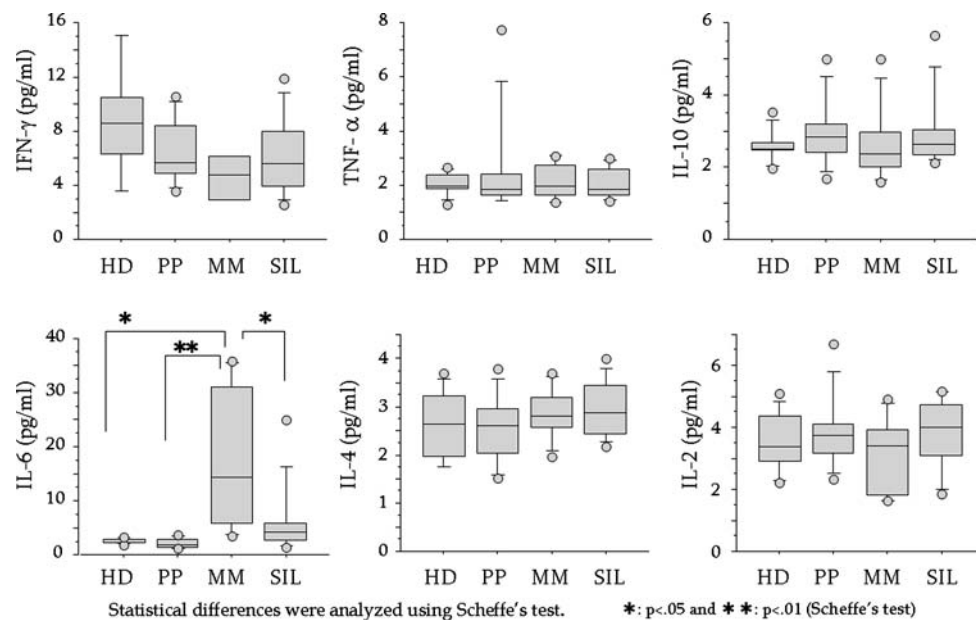 IFN-γ (pg/ml)
16
12
8
4
0
HD PP MM SIL
TNF- α (pg/ml)
8
6
4
2
0
HD PP MM SIL
IL-10 (pg/ml)
6
4
2
0
HD PP MM SIL
IL-6 (pg/ml)
40
30
20
10
0
* ** *
HD PP MM SIL
IL-4 (pg/ml)
4
3
2
1
0
HD PP MM SIL
IL-2 (pg/ml)
6
4
2
0
HD PP MM SIL
Statistical differences were analyzed using Scheffe's test. *: p<.05 and * *: p<.01 (Scheffe's test)